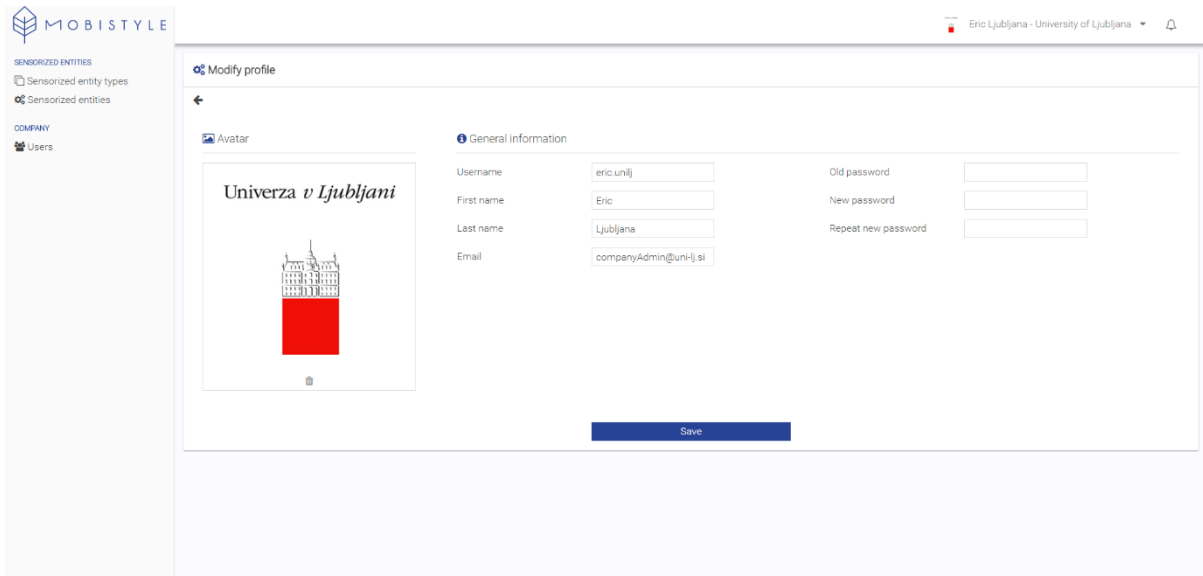 MOBISTYLE
Eric Ljubljana - University of Ljubljana
SENSORIZED ENTITIES
Sensorized entity types
Sensorized entities
COMPANY
Users
Modify profile
Avatar
Univerza v Ljubljani
General information
Username eric.unilj Old password
First name Eric New password
Last name Ljubljana Repeat new password
Email companyAdmin@uni-lj.si
Save